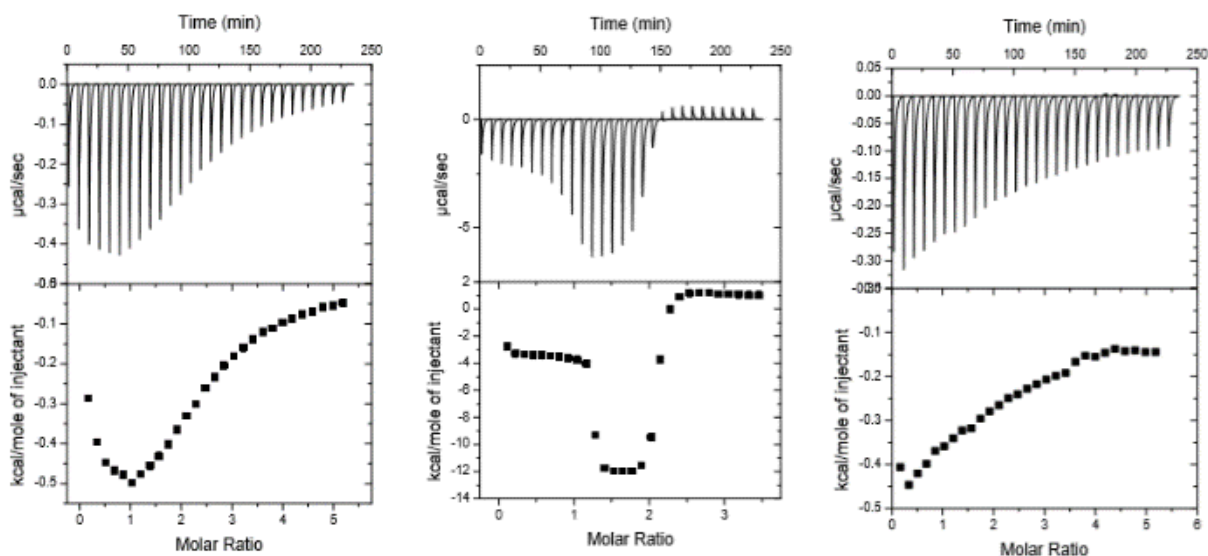 Time (min)
0 50 100 150 200 250
0.0
-0.1
-0.2
-0.3
-0.4
µcal/sec
-0.1
-0.2
-0.3
-0.4
-0.5
kcal/mole of injectant
0 1 2 3 4 5
Molar Ratio
Time (min)
0 50 100 150 200 250
0
-5
µcal/sec
2
0
-2
-4
-6
-8
-10
-12
-14
kcal/mole of injectant
0 1 2 3
Molar Ratio
Time (min)
0 50 100 150 200 250
0.05
0.00
-0.05
-0.10
-0.15
-0.20
-0.25
-0.30
µcal/sec
-0.1
-0.2
-0.3
-0.4
-0.5
kcal/mole of injectant
0 1 2 3 4 5 6
Molar Ratio